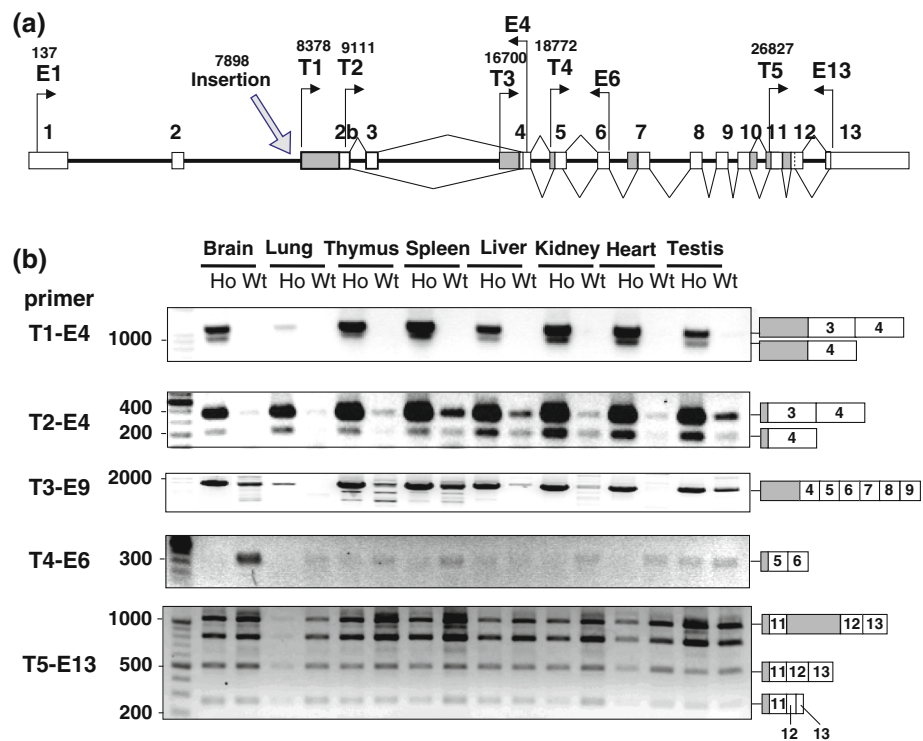 (a)
137
E1
7898
Insertion
8378
T1
9111
T2
E4
16700
T3
18772
T4
E6
26827
T5
E13
1 2 2b 3 4 5 6 7 8 9 10 11 12 13
(b)
Brain Lung Thymus Spleen Liver Kidney Heart Testis
Ho Wt Ho Wt Ho Wt Ho Wt Ho Wt Ho Wt Ho Wt Ho Wt
primer
T1-E4
1000
3 4
4
T2-E4
400
200
3 4
4
T3-E9
2000
4 5 6 7 8 9
T4-E6
300
5 6
T5-E13
1000
500
200
11 12 13
11 12 13
11
12 13